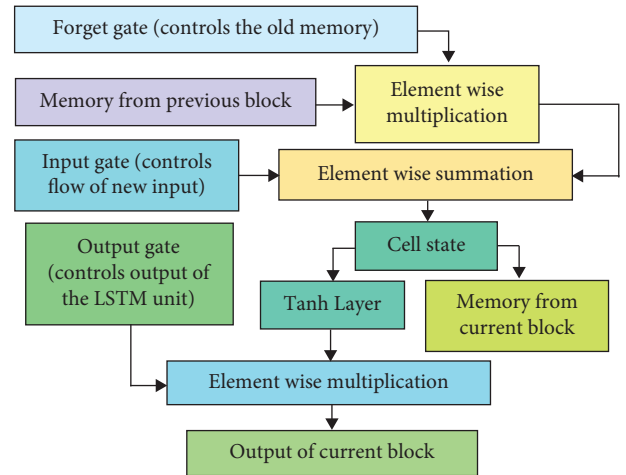 Forget gate (controls the old memory)
Memory from previous block
Element wise
multiplication
Input gate (controls
flow of new input)
Element wise summation
Output gate
(controls output of
the LSTM unit)
Cell state
Tanh Layer
Memory from
current block
Element wise multiplication
Output of current block